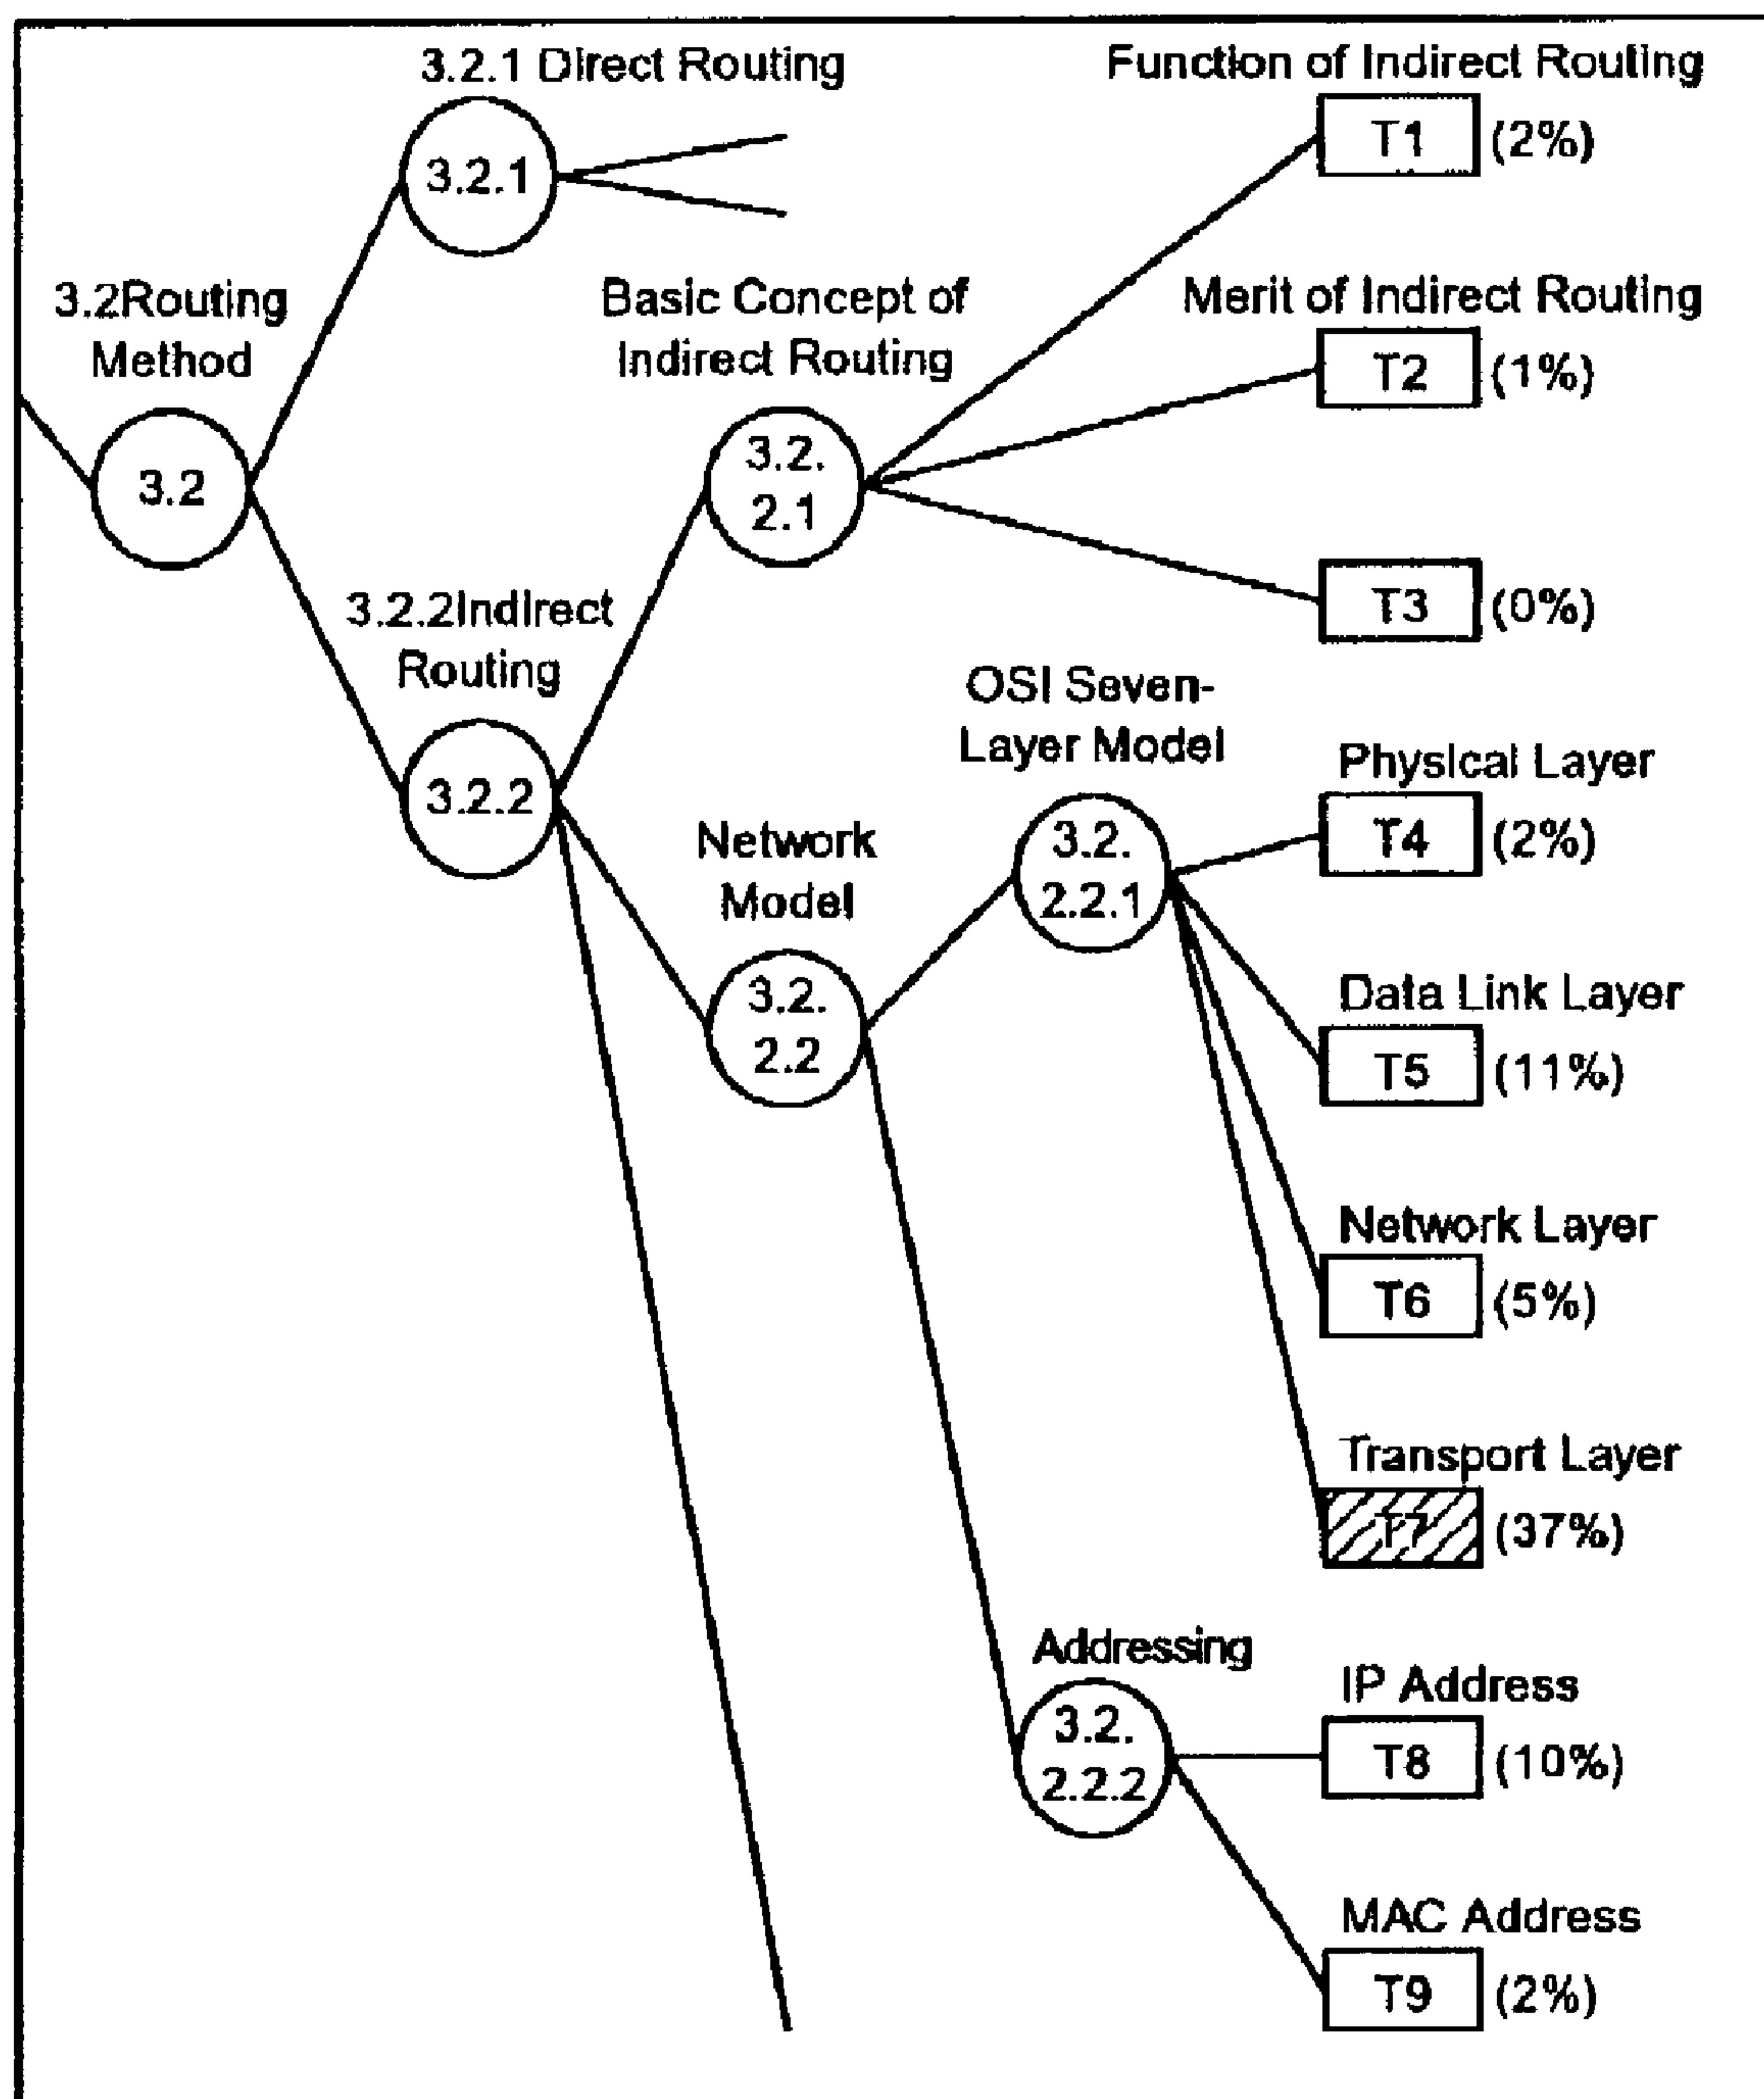 3.2.1 Direct Routing
3.2.1
3.2Routing
Method
3.2
3.2.2Indirect
Routing
3.2.2
Basic Concept of
Indirect Routing
3.2.
2.1
Function of Indirect Routing
T1 (2%)
Merit of Indirect Routing
T2 (1%)
T3 (0%)
Network
Model
3.2.
2.2
OSI Seven-
Layer Model
3.2.
2.2.1
Physical Layer
T4 (2%)
Data Link Layer
T5 (11%)
Network Layer
T6 (5%)
Transport Layer
T7 (37%)
Addressing
3.2.
2.2.2
IP Address
T8 (10%)
MAC Address
T9 (2%)